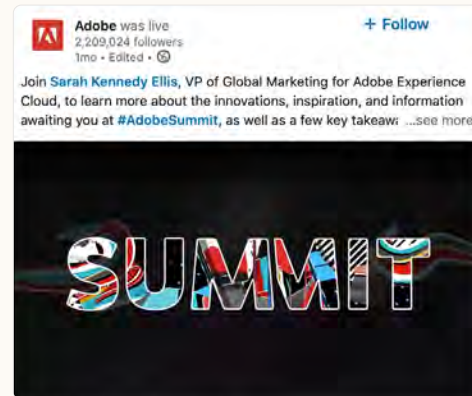 Adobe was live
+ Follow
2,209,024 followers
1mo • Edited •
Join Sarah Kennedy Ellis, VP of Global Marketing for Adobe Experience
Cloud, to learn more about the innovations, inspiration, and information
awaiting you at #AdobeSummit, as well as a few key takeaw ...see more
SUMMIT